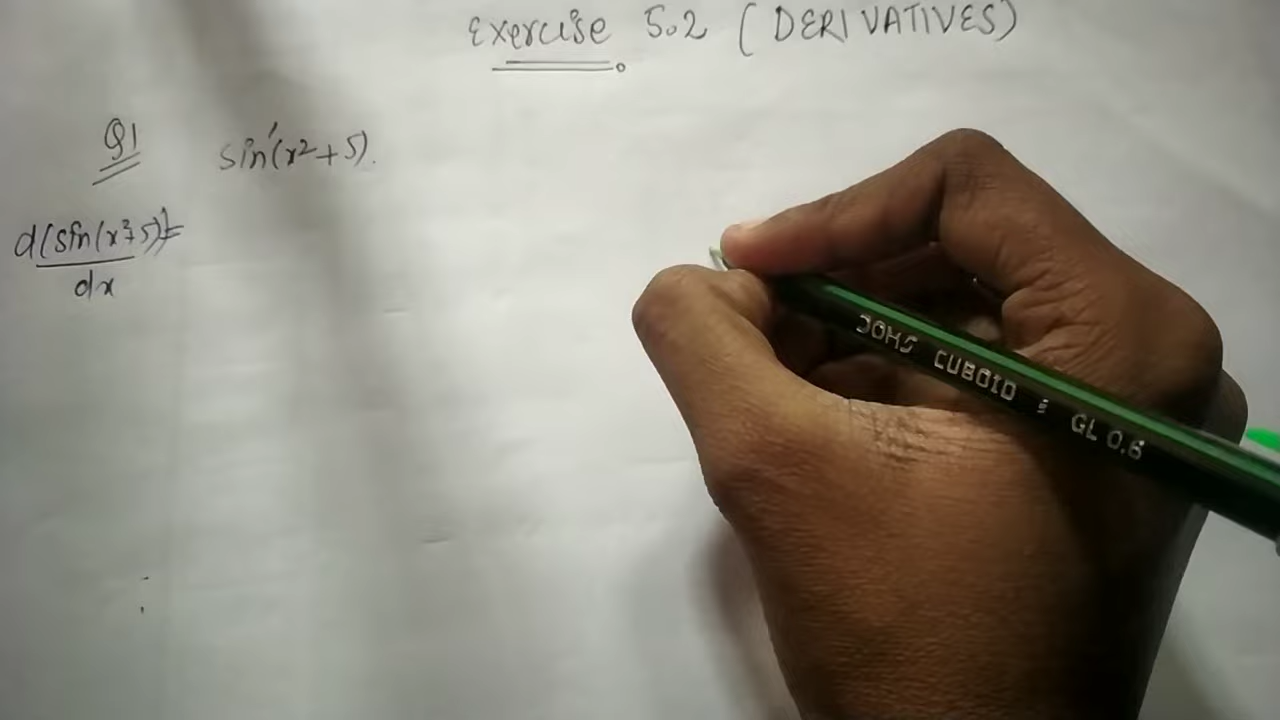 Exercise 5.2 (DERIVATIVES)
Q1 sin'(x²+5).
d(sin(x²+5))=
dx
DOMS CUBOID : GL 0.6